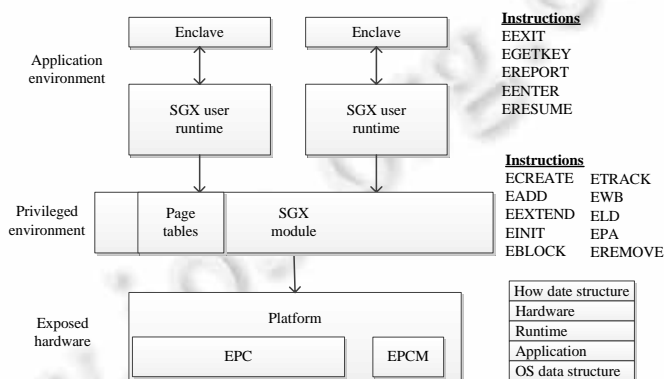 Application
environment
Enclave
Enclave
SGX user
runtime
SGX user
runtime
Instructions
EEXIT
EGETKEY
EREPORT
EENTER
ERESUME
Privileged
environment
Page
tables
SGX
module
Instructions
ECREATE ETRACK
EADD EWB
EEXTEND ELD
EINIT EPA
EBLOCK EREMOVE
Exposed
hardware
Platform
EPC
EPCM
How date structure
Hardware
Runtime
Application
OS data structure